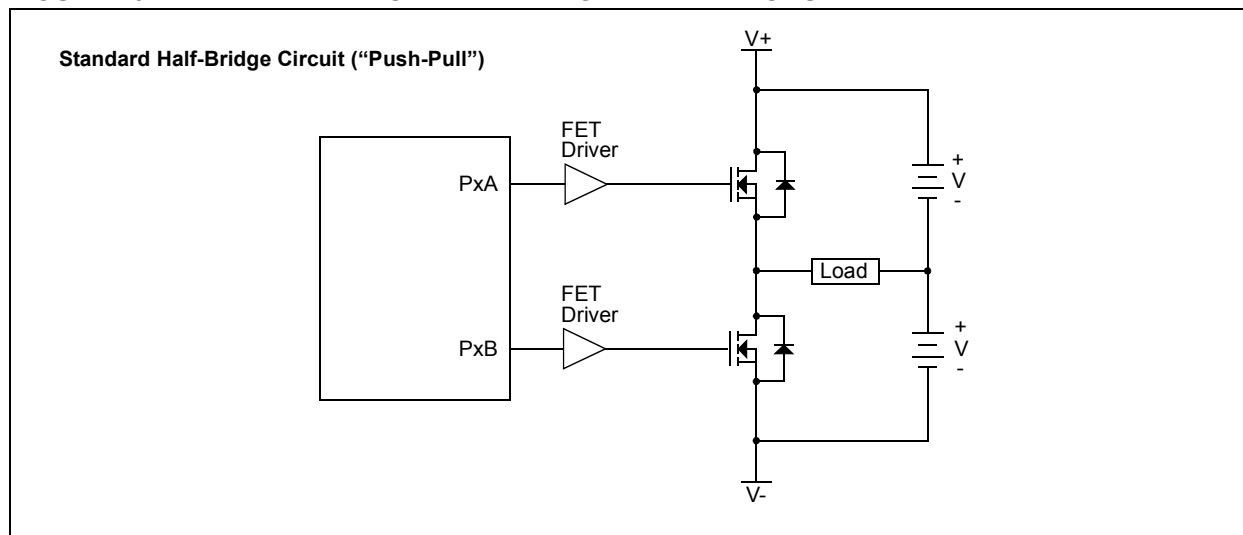 Standard Half-Bridge Circuit (“Push-Pull”)
V+
FET
Driver
PxA
+
V
-
Load
FET
Driver
PxB
+
V
-
V-